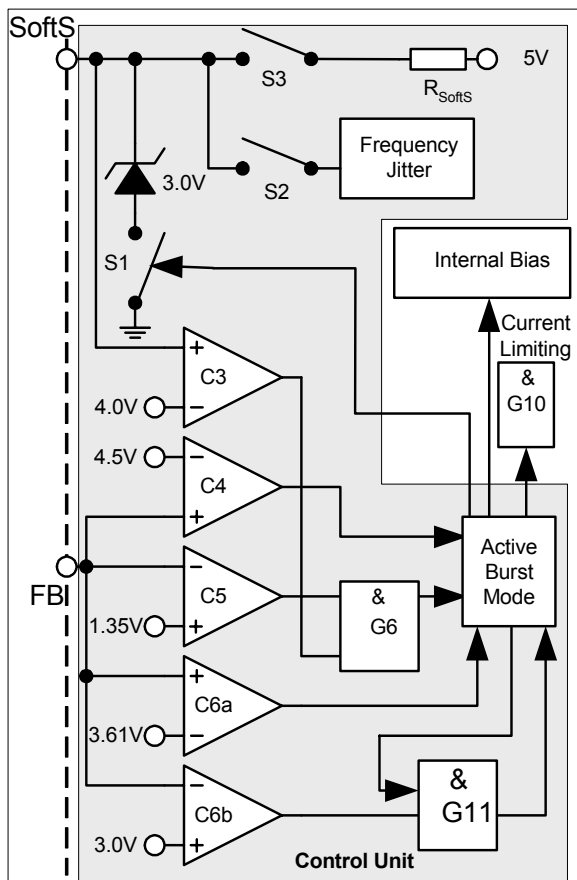 SoftS
5V
S3
R SoftS
Frequency
Jitter
3.0V
S2
S1
Internal Bias
Current
Limiting
&
G10
C3
4.0V
4.5V
C4
Active
Burst
Mode
FB
C5
&
G6
1.35V
C6a
3.61V
&
G11
C6b
3.0V
Control Unit